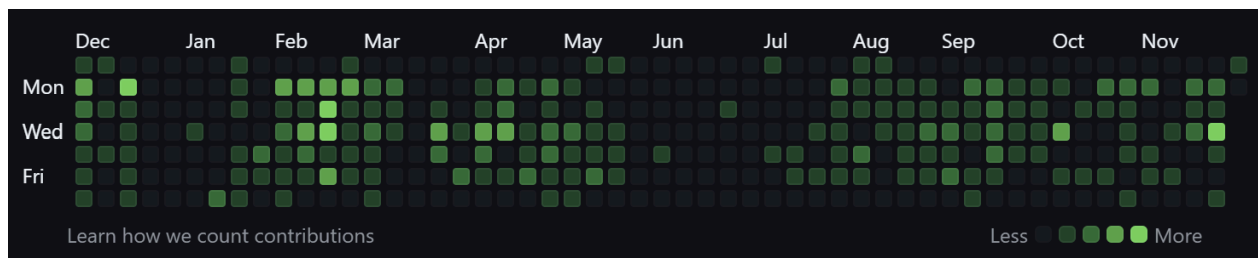 Dec Jan Feb Mar Apr May Jun Jul Aug Sep Oct Nov
Mon
Wed
Fri
Learn how we count contributions Less More